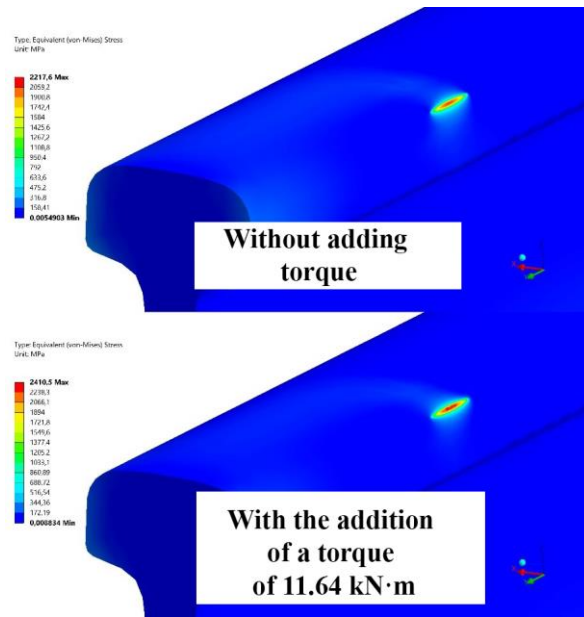 Type: Equivalent (von-Mises) Stress
Unit: MPa
2217,6 Max
2059,2
1900,8
1742,4
1584
1425,6
1267,2
1108,8
950,4
792
633,6
475,2
316,8
158,41
0,0054903 Min
Without adding
torque
Type: Equivalent (von-Mises) Stress
Unit: MPa
2410,5 Max
2238,3
2066,1
1894
1721,8
1549,6
1377,4
1205,2
1033,1
860,89
688,72
516,54
344,36
172,19
With the addition
of a torque
of 11.64 kN·m